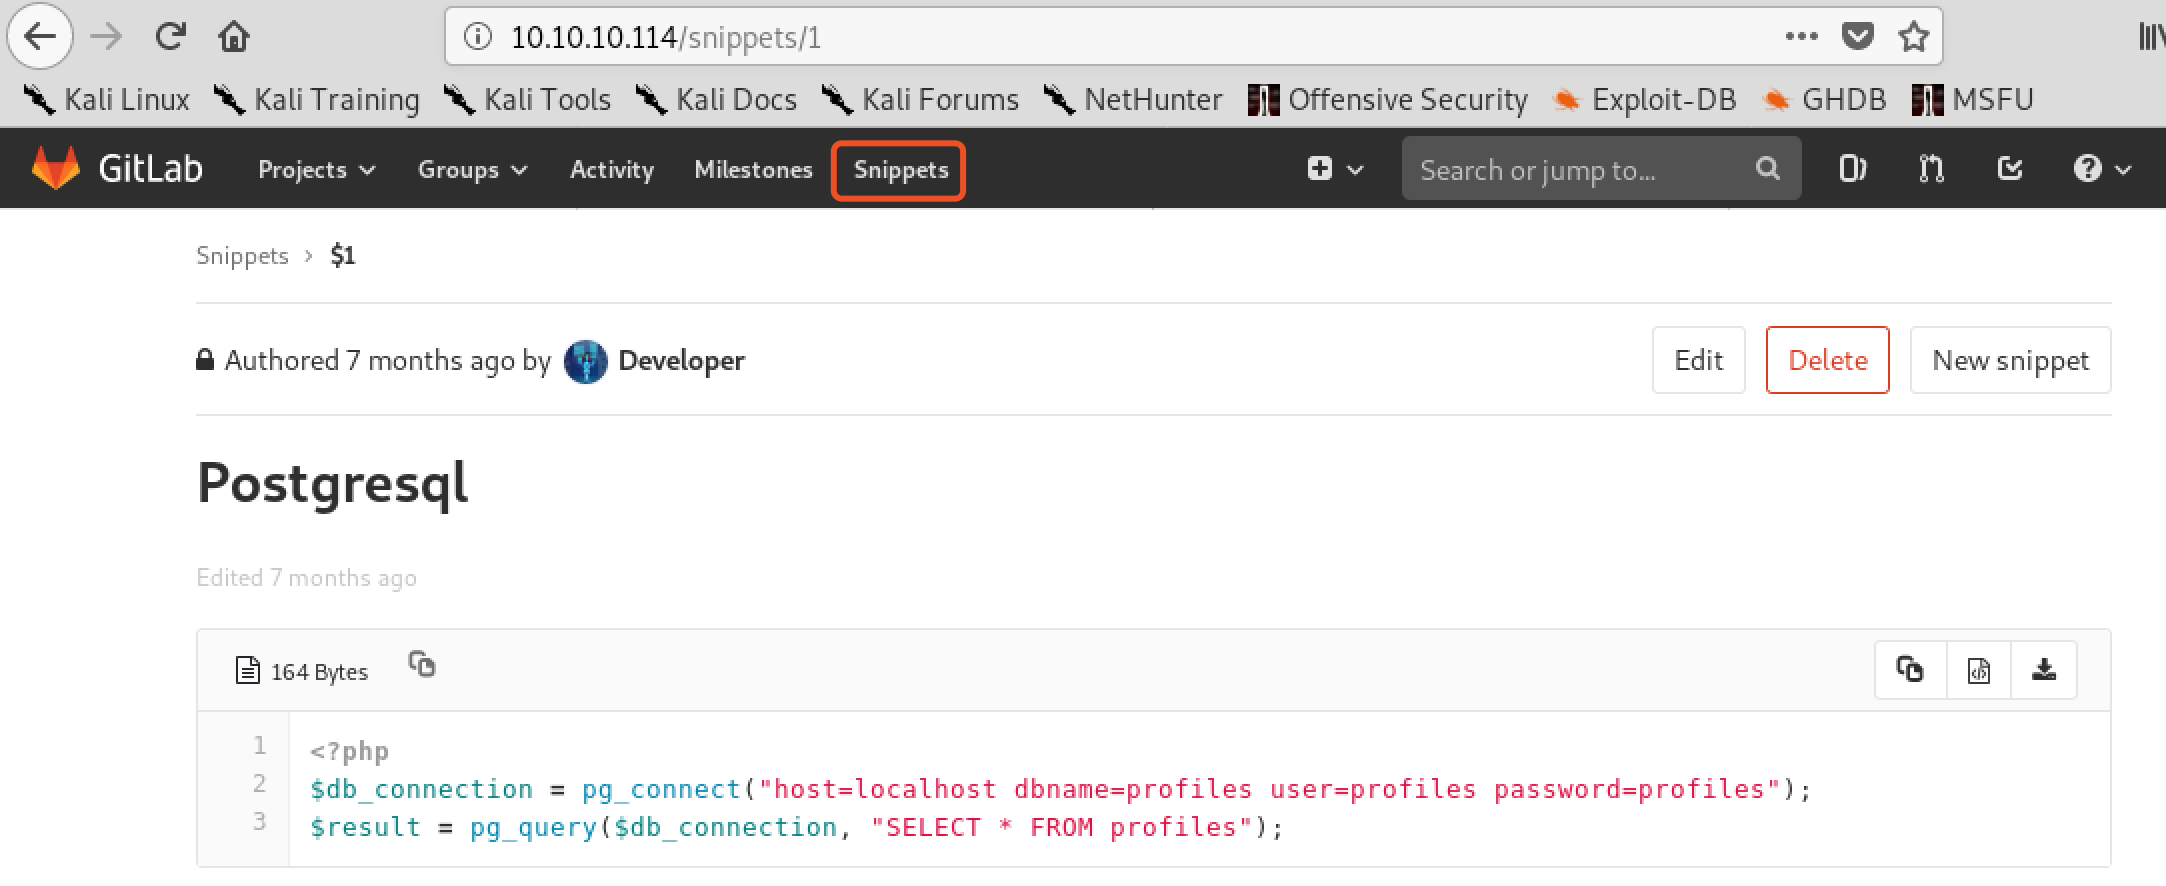 10.10.10.114/snippets/1
Kali Linux Kali Training Kali Tools Kali Docs Kali Forums NetHunter Offensive Security Exploit-DB GHDB MSFU
GitLab Projects Groups Activity Milestones Snippets Search or jump to...
Snippets > $1
Authored 7 months ago by Developer Edit Delete New snippet
Postgresql
Edited 7 months ago
164 Bytes
1 <?php
2 $db_connection = pg_connect("host=localhost dbname=profiles user=profiles password=profiles");
3 $result = pg_query($db_connection, "SELECT * FROM profiles");